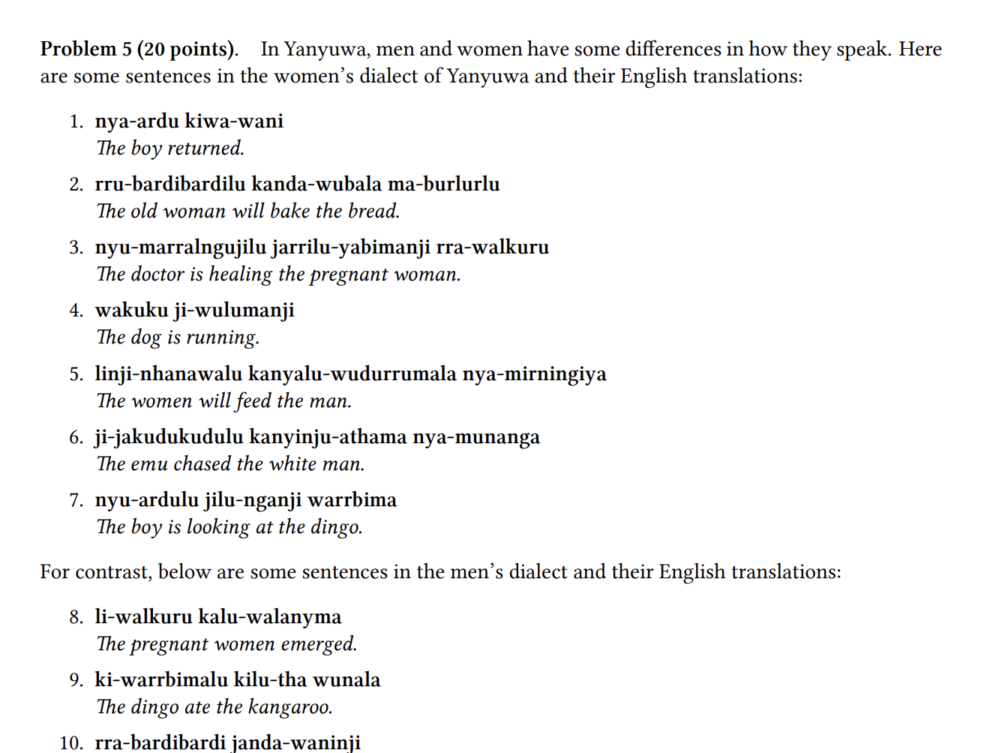 Problem 5 (20 points). In Yanyuwa, men and women have some differences in how they speak. Here
are some sentences in the women’s dialect of Yanyuwa and their English translations:
1. nya-ardu kiwa-wani
The boy returned.
2. rru-bardibardilu kanda-wubala ma-burlurlu
The old woman will bake the bread.
3. nyu-marralngujilu jarrilu-yabimanji rra-walkuru
The doctor is healing the pregnant woman.
4. wakuku ji-wulumanji
The dog is running.
5. linji-nhanawalu kanyalu-wudurrumala nya-mirningiya
The women will feed the man.
6. ji-jakudukudulu kanyinju-athama nya-munanga
The emu chased the white man.
7. nyu-ardulu jilu-nganji warrbima
The boy is looking at the dingo.
For contrast, below are some sentences in the men’s dialect and their English translations:
8. li-walkuru kalu-walanyma
The pregnant women emerged.
9. ki-warrbimalu kilu-tha wunala
The dingo ate the kangaroo.
10. rra-bardibardi janda-waninji